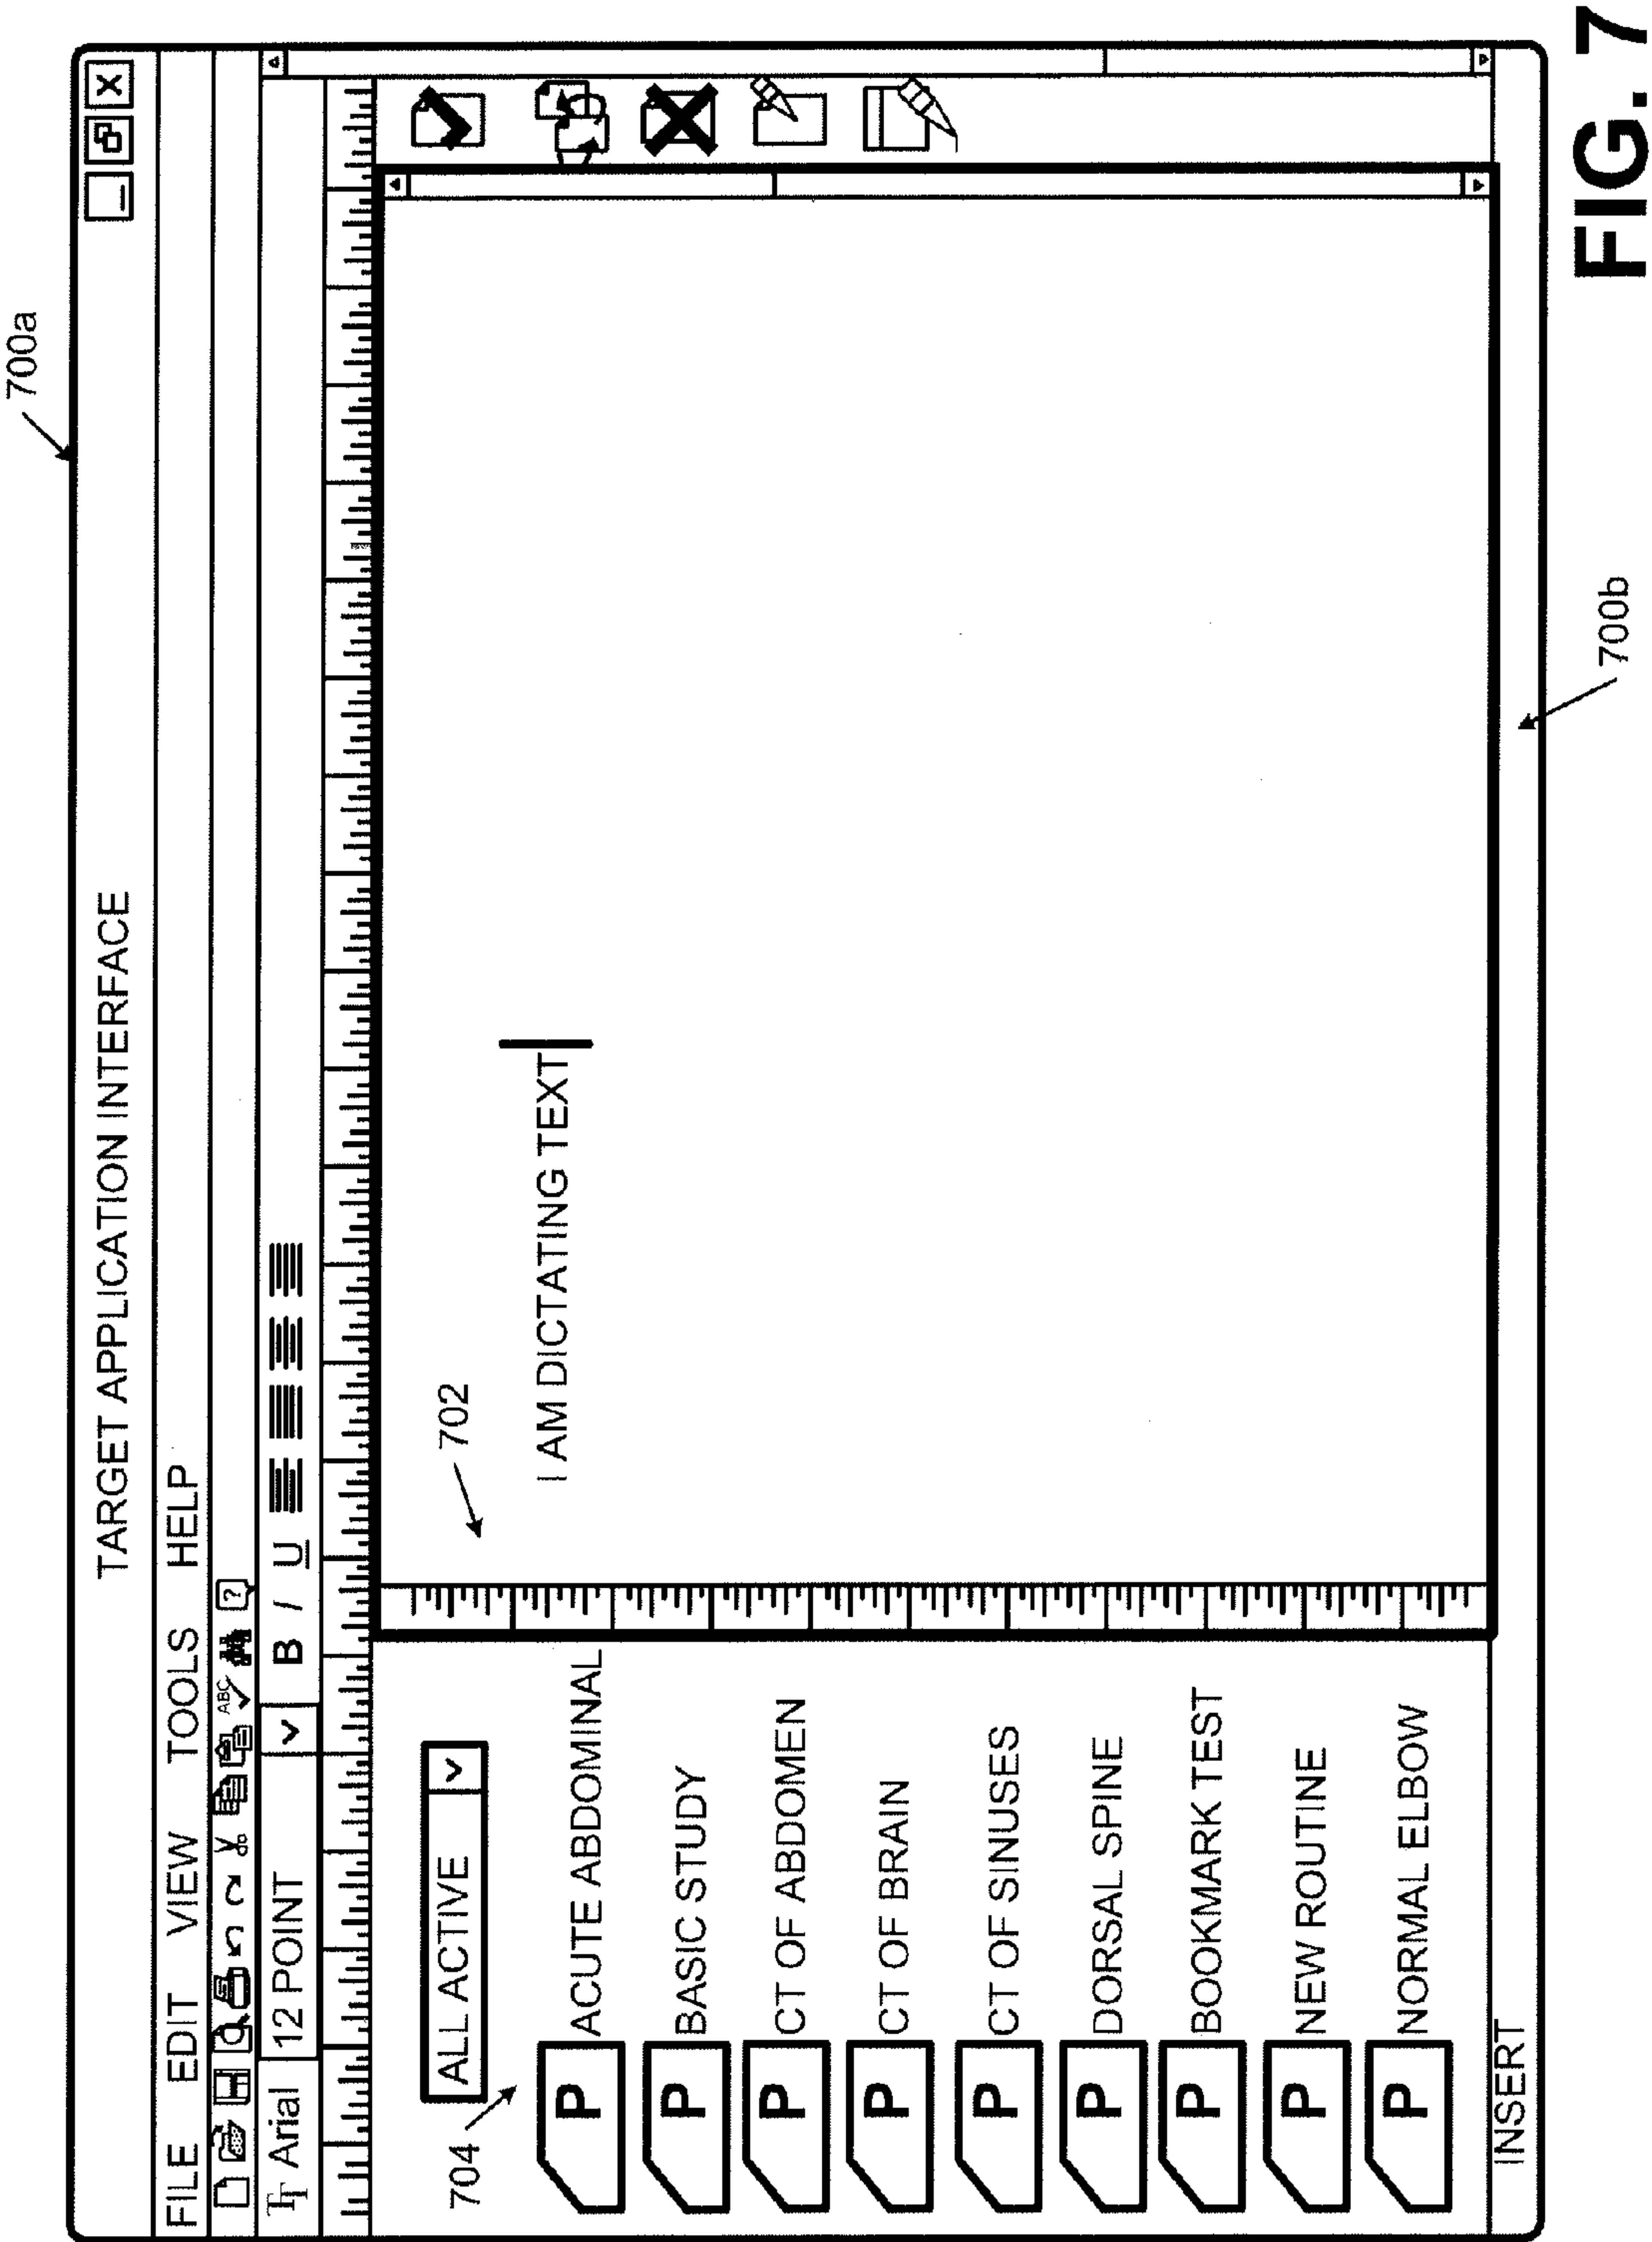 700a
TARGET APPLICATION INTERFACE
FILE EDIT VIEW TOOLS HELP
ABC ?
TT Arial 12 POINT B I U
704
ALL ACTIVE
P ACUTE ABDOMINAL
P BASIC STUDY
P CT OF ABDOMEN
P CT OF BRAIN
P CT OF SINUSES
P DORSAL SPINE
P BOOKMARK TEST
P NEW ROUTINE
P NORMAL ELBOW
702
I AM DICTATING TEXT
INSERT
700b
FIG. 7